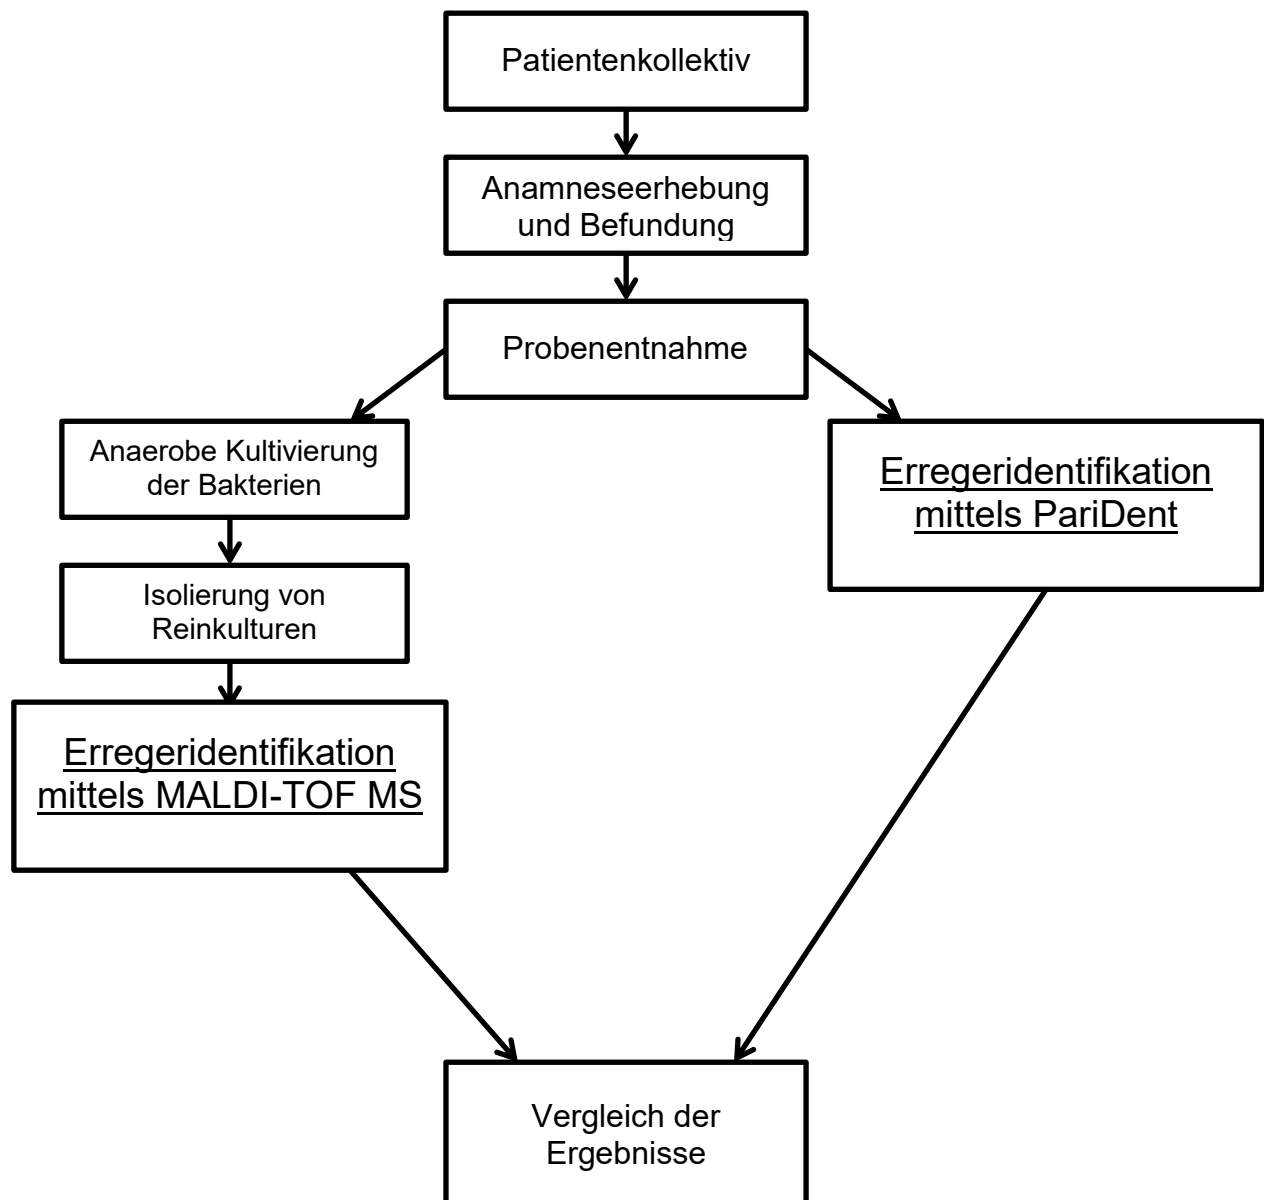 Patientenkollektiv
Anamneseerhebung
und Befundung
Probenentnahme
Anaerobe Kultivierung
der Bakterien
Erregeridentifikation
mittels PariDent
Isolierung von
Reinkulturen
Erregeridentifikation
mittels MALDI-TOF MS
Vergleich der
Ergebnisse